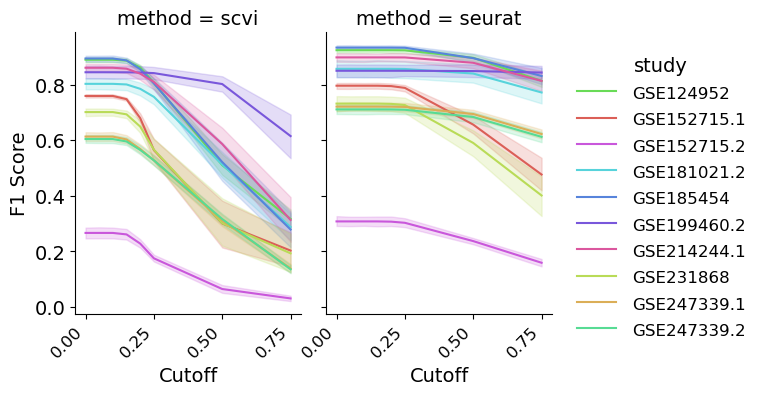 method = scvi
method = seurat
F1 Score
0.8
0.6
0.4
0.2
0.0
0.00
0.25
0.50
0.75
0.00
0.25
0.50
0.75
Cutoff
Cutoff
study
GSE124952
GSE152715.1
GSE152715.2
GSE181021.2
GSE185454
GSE199460.2
GSE214244.1
GSE231868
GSE247339.1
GSE247339.2